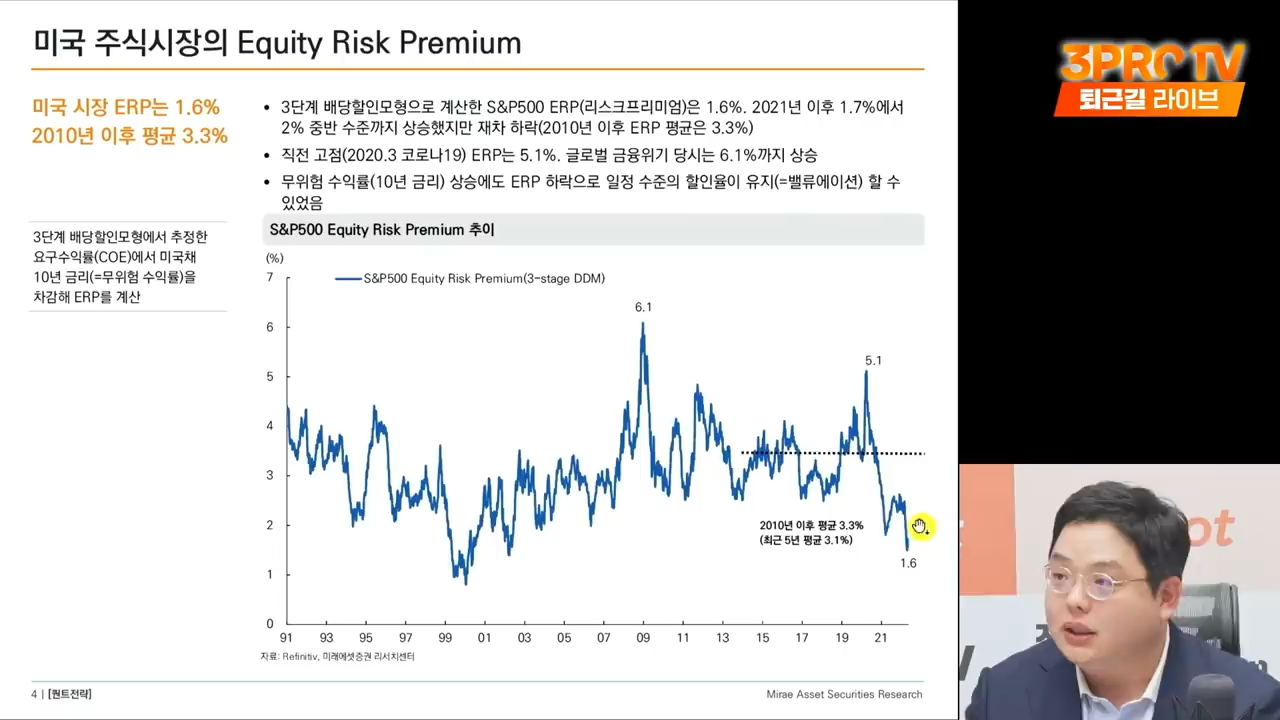 미국 주식시장의 Equity Risk Premium
3PRO TV
퇴근길 라이브
미국 시장 ERP는 1.6%
2010년 이후 평균 3.3%
• 3단계 배당할인모형으로 계산한 S&P500 ERP(리스크프리미엄)은 1.6%. 2021년 이후 1.7%에서
2% 중반 수준까지 상승했지만 재차 하락(2010년 이후 ERP 평균은 3.3%)
• 직전 고점(2020.3 코로나19) ERP는 5.1%. 글로벌 금융위기 당시는 6.1%까지 상승
• 무위험 수익률(10년 금리) 상승에도 ERP 하락으로 일정 수준의 할인율이 유지(=밸류에이션) 할 수
있었음
3단계 배당할인모형에서 추정한
요구수익률(COE)에서 미국채
10년 금리(=무위험 수익률)을
차감해 ERP를 계산
S&P500 Equity Risk Premium 추이
(%)
S&P500 Equity Risk Premium(3-stage DDM)
7
6
5
4
3
2
1
0
6.1
5.1
2010년 이후 평균 3.3%
(최근 5년 평균 3.1%)
1.6
91 93 95 97 99 01 03 05 07 09 11 13 15 17 19 21
자료: Refinitiv, 미래에셋증권 리서치센터
4 | [퀀트전략]
Mirae Asset Securities Research
ot